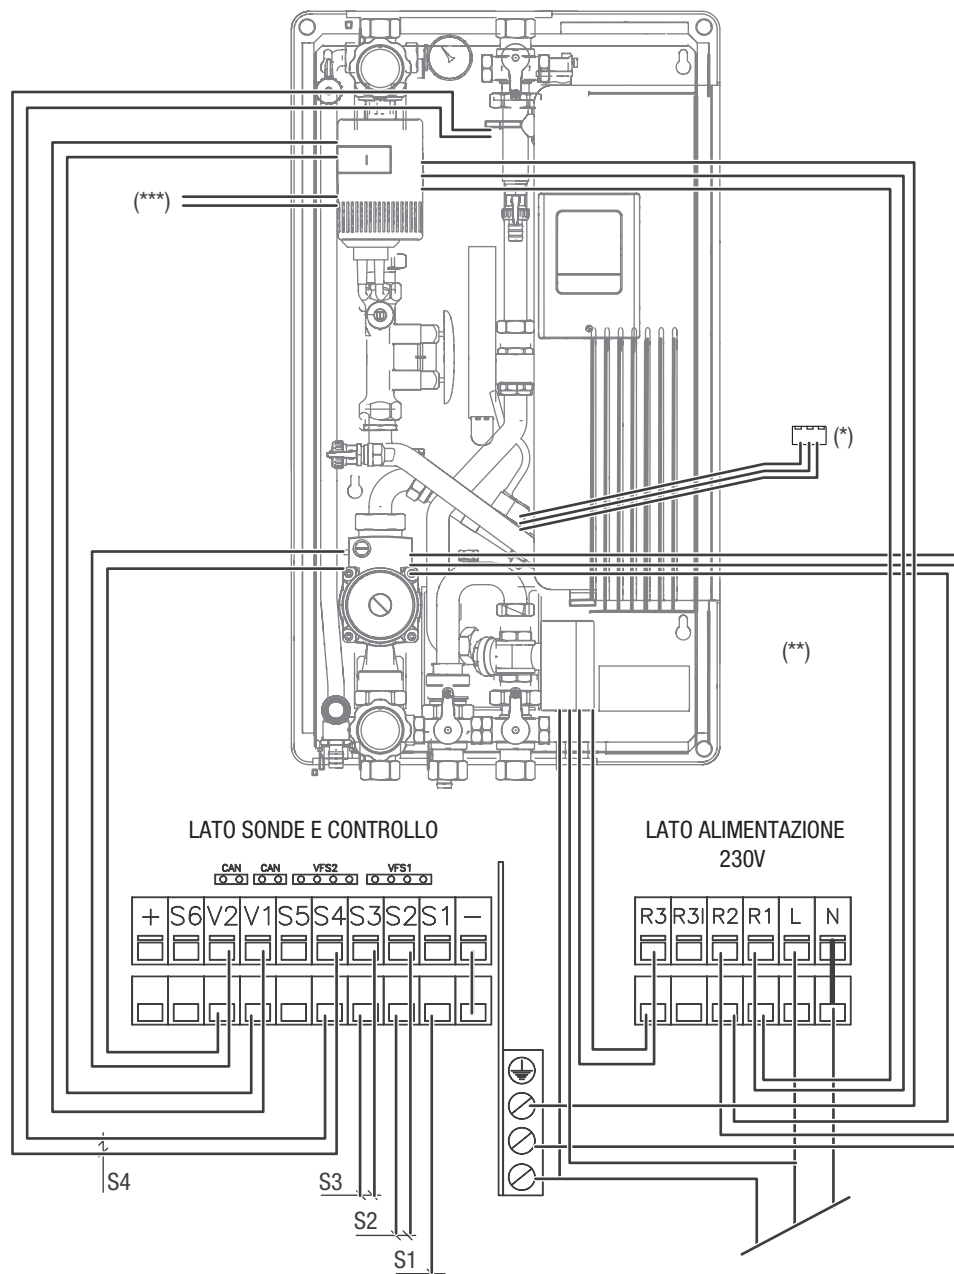 (***)
(*)
(**)
LATO SONDE E CONTROLLO
CAN CAN VFS2 VFS1
+ S6 V2 V1 S5 S4 S3 S2 S1 –
LATO ALIMENTAZIONE
230V
R3 R3I R2 R1 L N
S4
S3
S2
S1